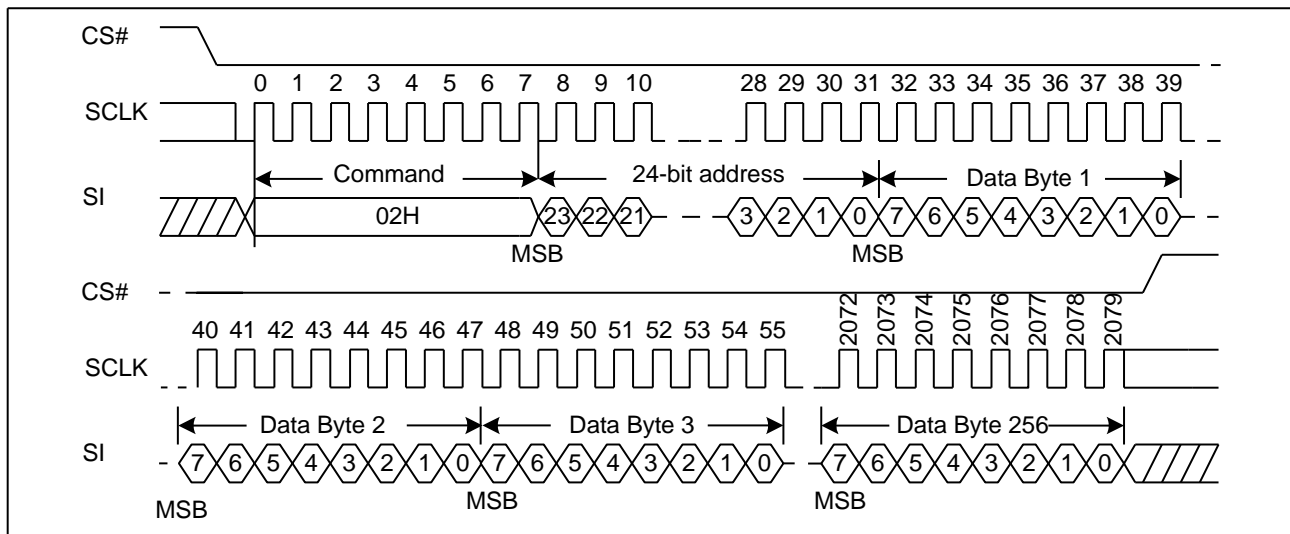 CS#
0 1 2 3 4 5 6 7 8 9 10 28 29 30 31 32 33 34 35 36 37 38 39
SCLK
Command 24-bit address Data Byte 1
SI
02H 23 22 21 3 2 1 0 7 6 5 4 3 2 1 0
MSB MSB
CS#
2072 2073 2074 2075 2076 2077 2078 2079
40 41 42 43 44 45 46 47 48 49 50 51 52 53 54 55
SCLK
Data Byte 2 Data Byte 3 Data Byte 256
SI
7 6 5 4 3 2 1 0 7 6 5 4 3 2 1 0 7 6 5 4 3 2 1 0
MSB MSB MSB